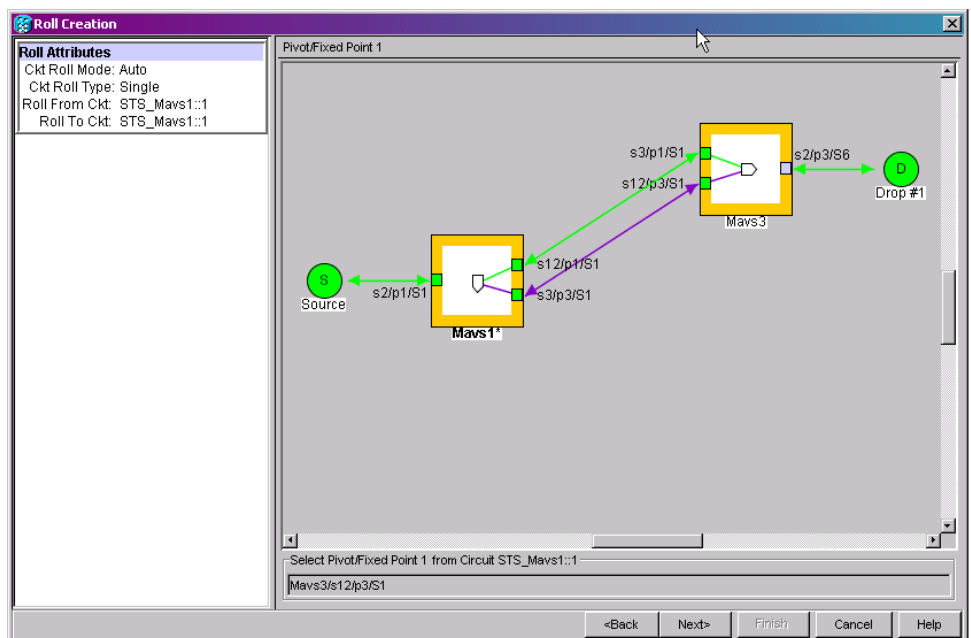 Roll Creation
Roll Attributes
Ckt Roll Mode: Auto
Ckt Roll Type: Single
Roll From Ckt: STS_Mavs1::1
Roll To Ckt: STS_Mavs1::1
Pivot/Fixed Point 1
s3/p1/S1
s2/p3/S6
D
s12/p3/S1
Drop #1
Mavs3
s12/p1/S1
S
s2/p1/S1
s3/p3/S1
Source
Mavs1*
Select Pivot/Fixed Point 1 from Circuit STS_Mavs1::1
Mavs3/s12/p3/S1
<Back
Next>
Finish
Cancel
Help